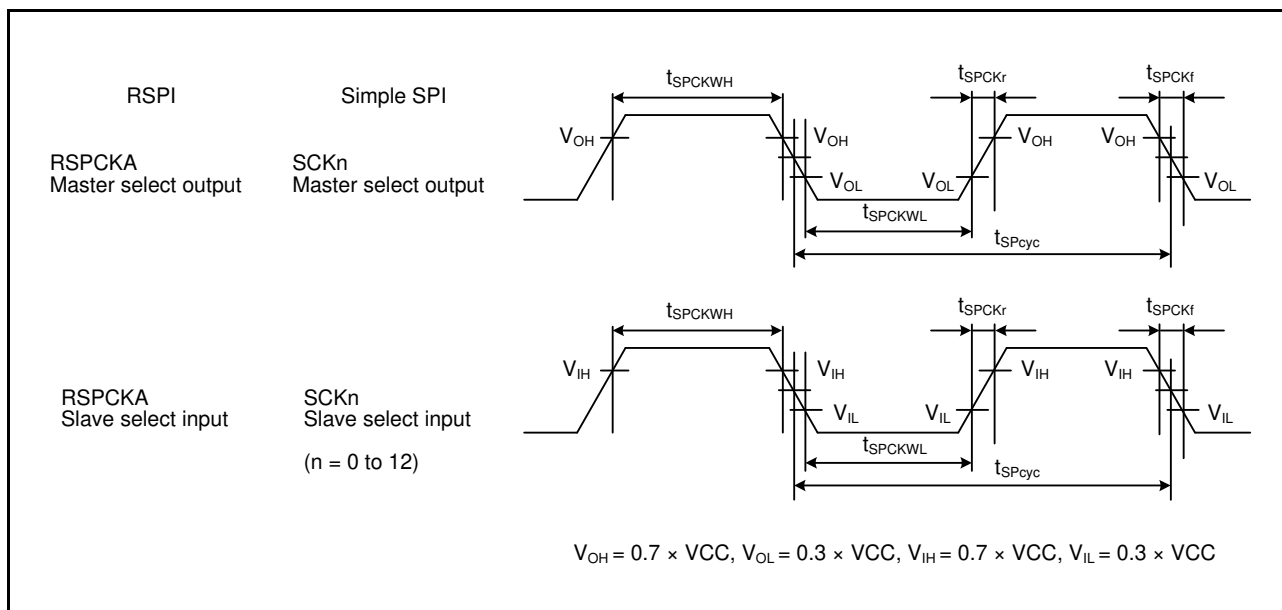 RSPI
Simple SPI
tSPCKWH
tSPCKr
tSPCKf
VOH
VOH
VOH
VOH
RSPCKA
Master select output
SCKn
Master select output
VOL
VOL
VOL
tSPCKWL
tSPcyc
tSPCKWH
tSPCKr
tSPCKf
VIH
VIH
VIH
VIH
RSPCKA
Slave select input
SCKn
Slave select input
(n = 0 to 12)
VIL
VIL
VIL
tSPCKWL
tSPcyc
VOH = 0.7 × VCC, VOL = 0.3 × VCC, VIH = 0.7 × VCC, VIL = 0.3 × VCC